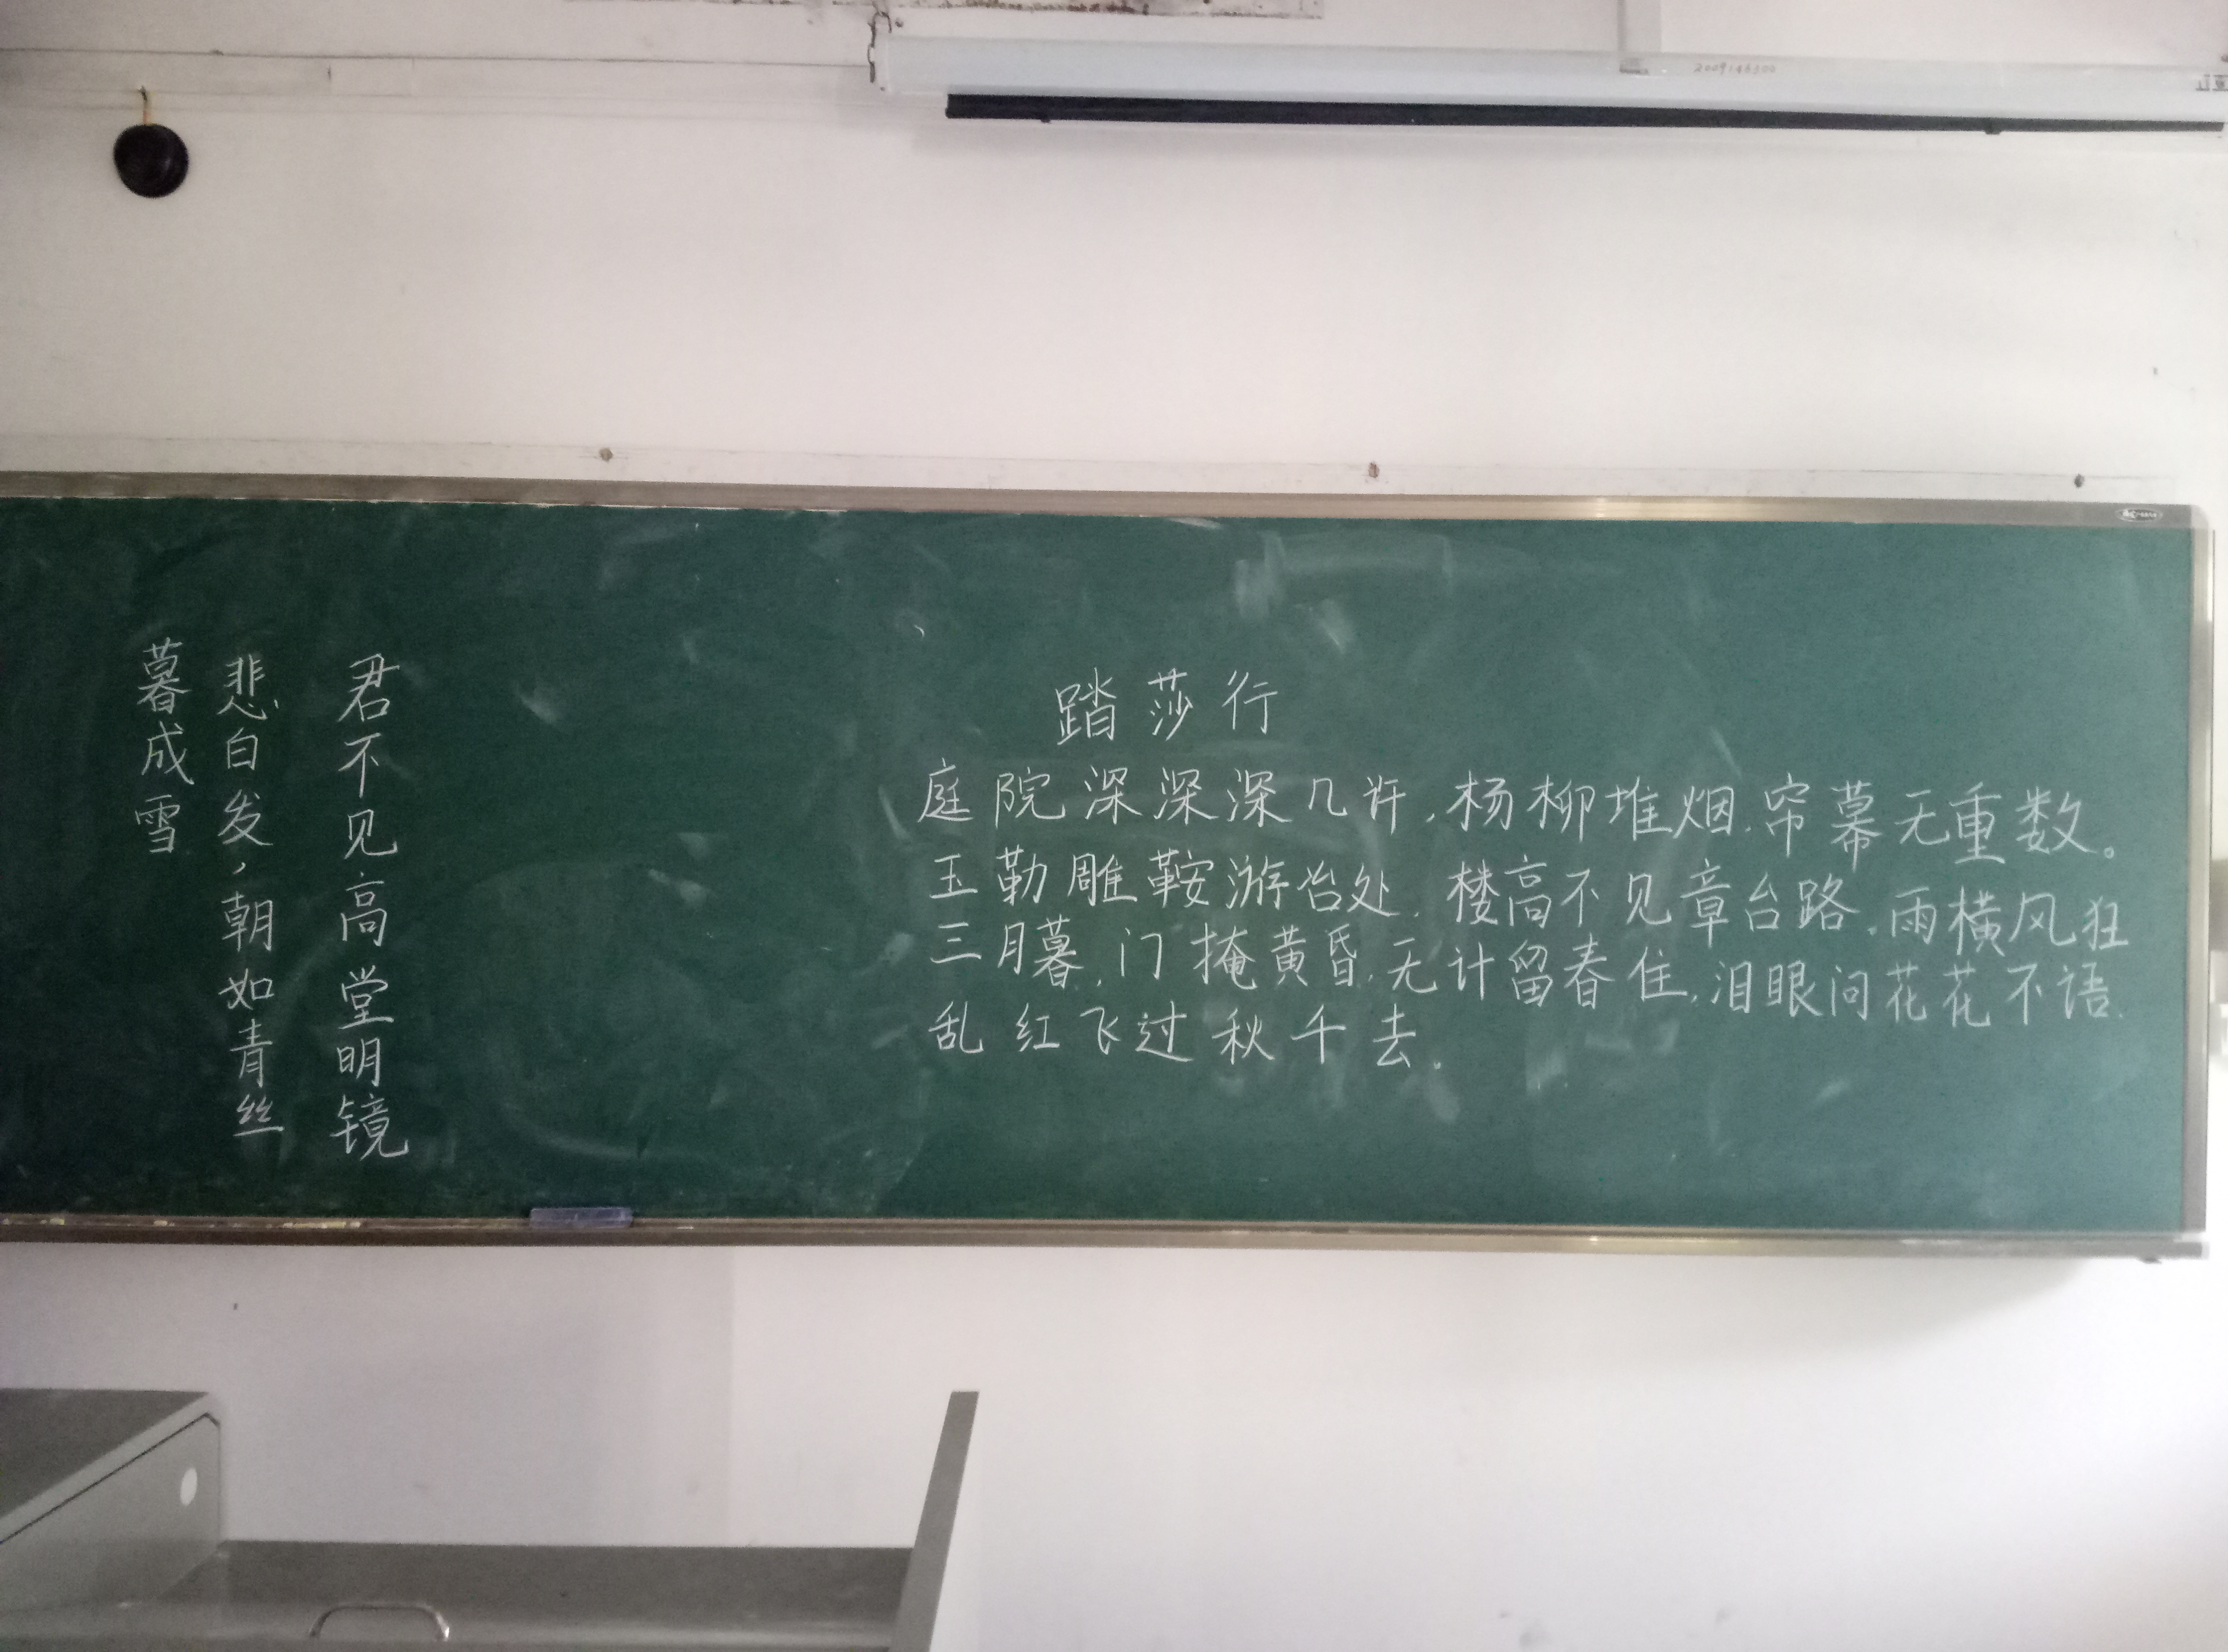 君不见高堂明镜
悲白发，朝如青丝
暮成雪
踏莎行
庭院深深深几许，杨柳堆烟，帘幕无重数。
玉勒雕鞍游冶处，楼高不见章台路，雨横风狂
三月暮，门掩黄昏，无计留春住，泪眼问花花不语，
乱红飞过秋千去。